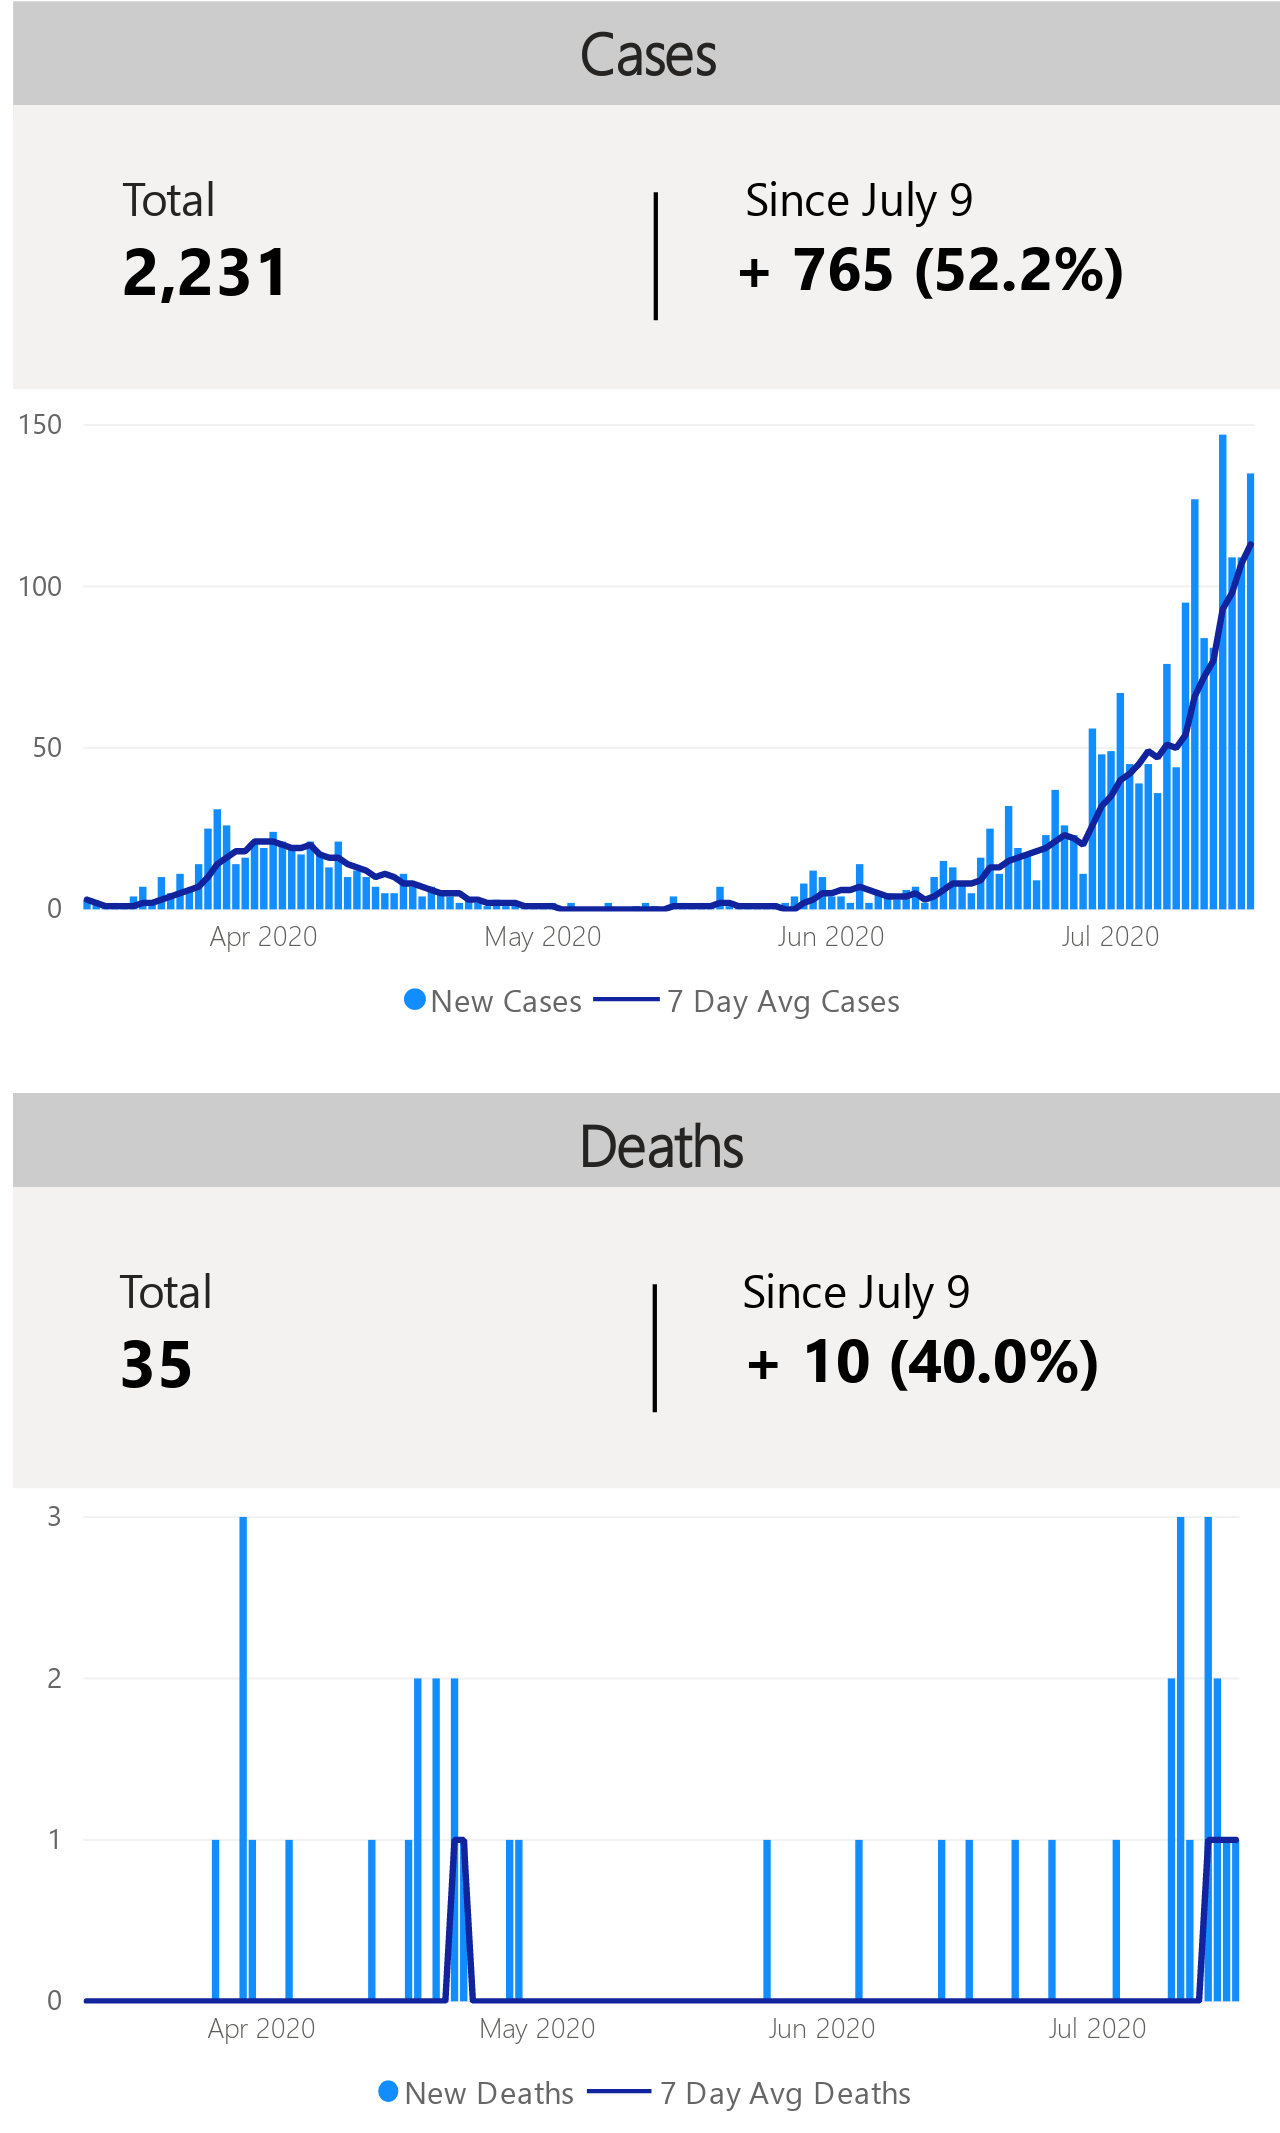 Cases
Total
Since July 9
2,231
+ 765 (52.2%)
150
100
50
0
Apr 2020
May 2020
Jun 2020
Jul 2020
New Cases
7 Day Avg Cases
Deaths
Total
Since July 9
35
+ 10 (40.0%)
3
2
1
0
Apr 2020
May 2020
Jun 2020
Jul 2020
New Deaths
7 Day Avg Deaths